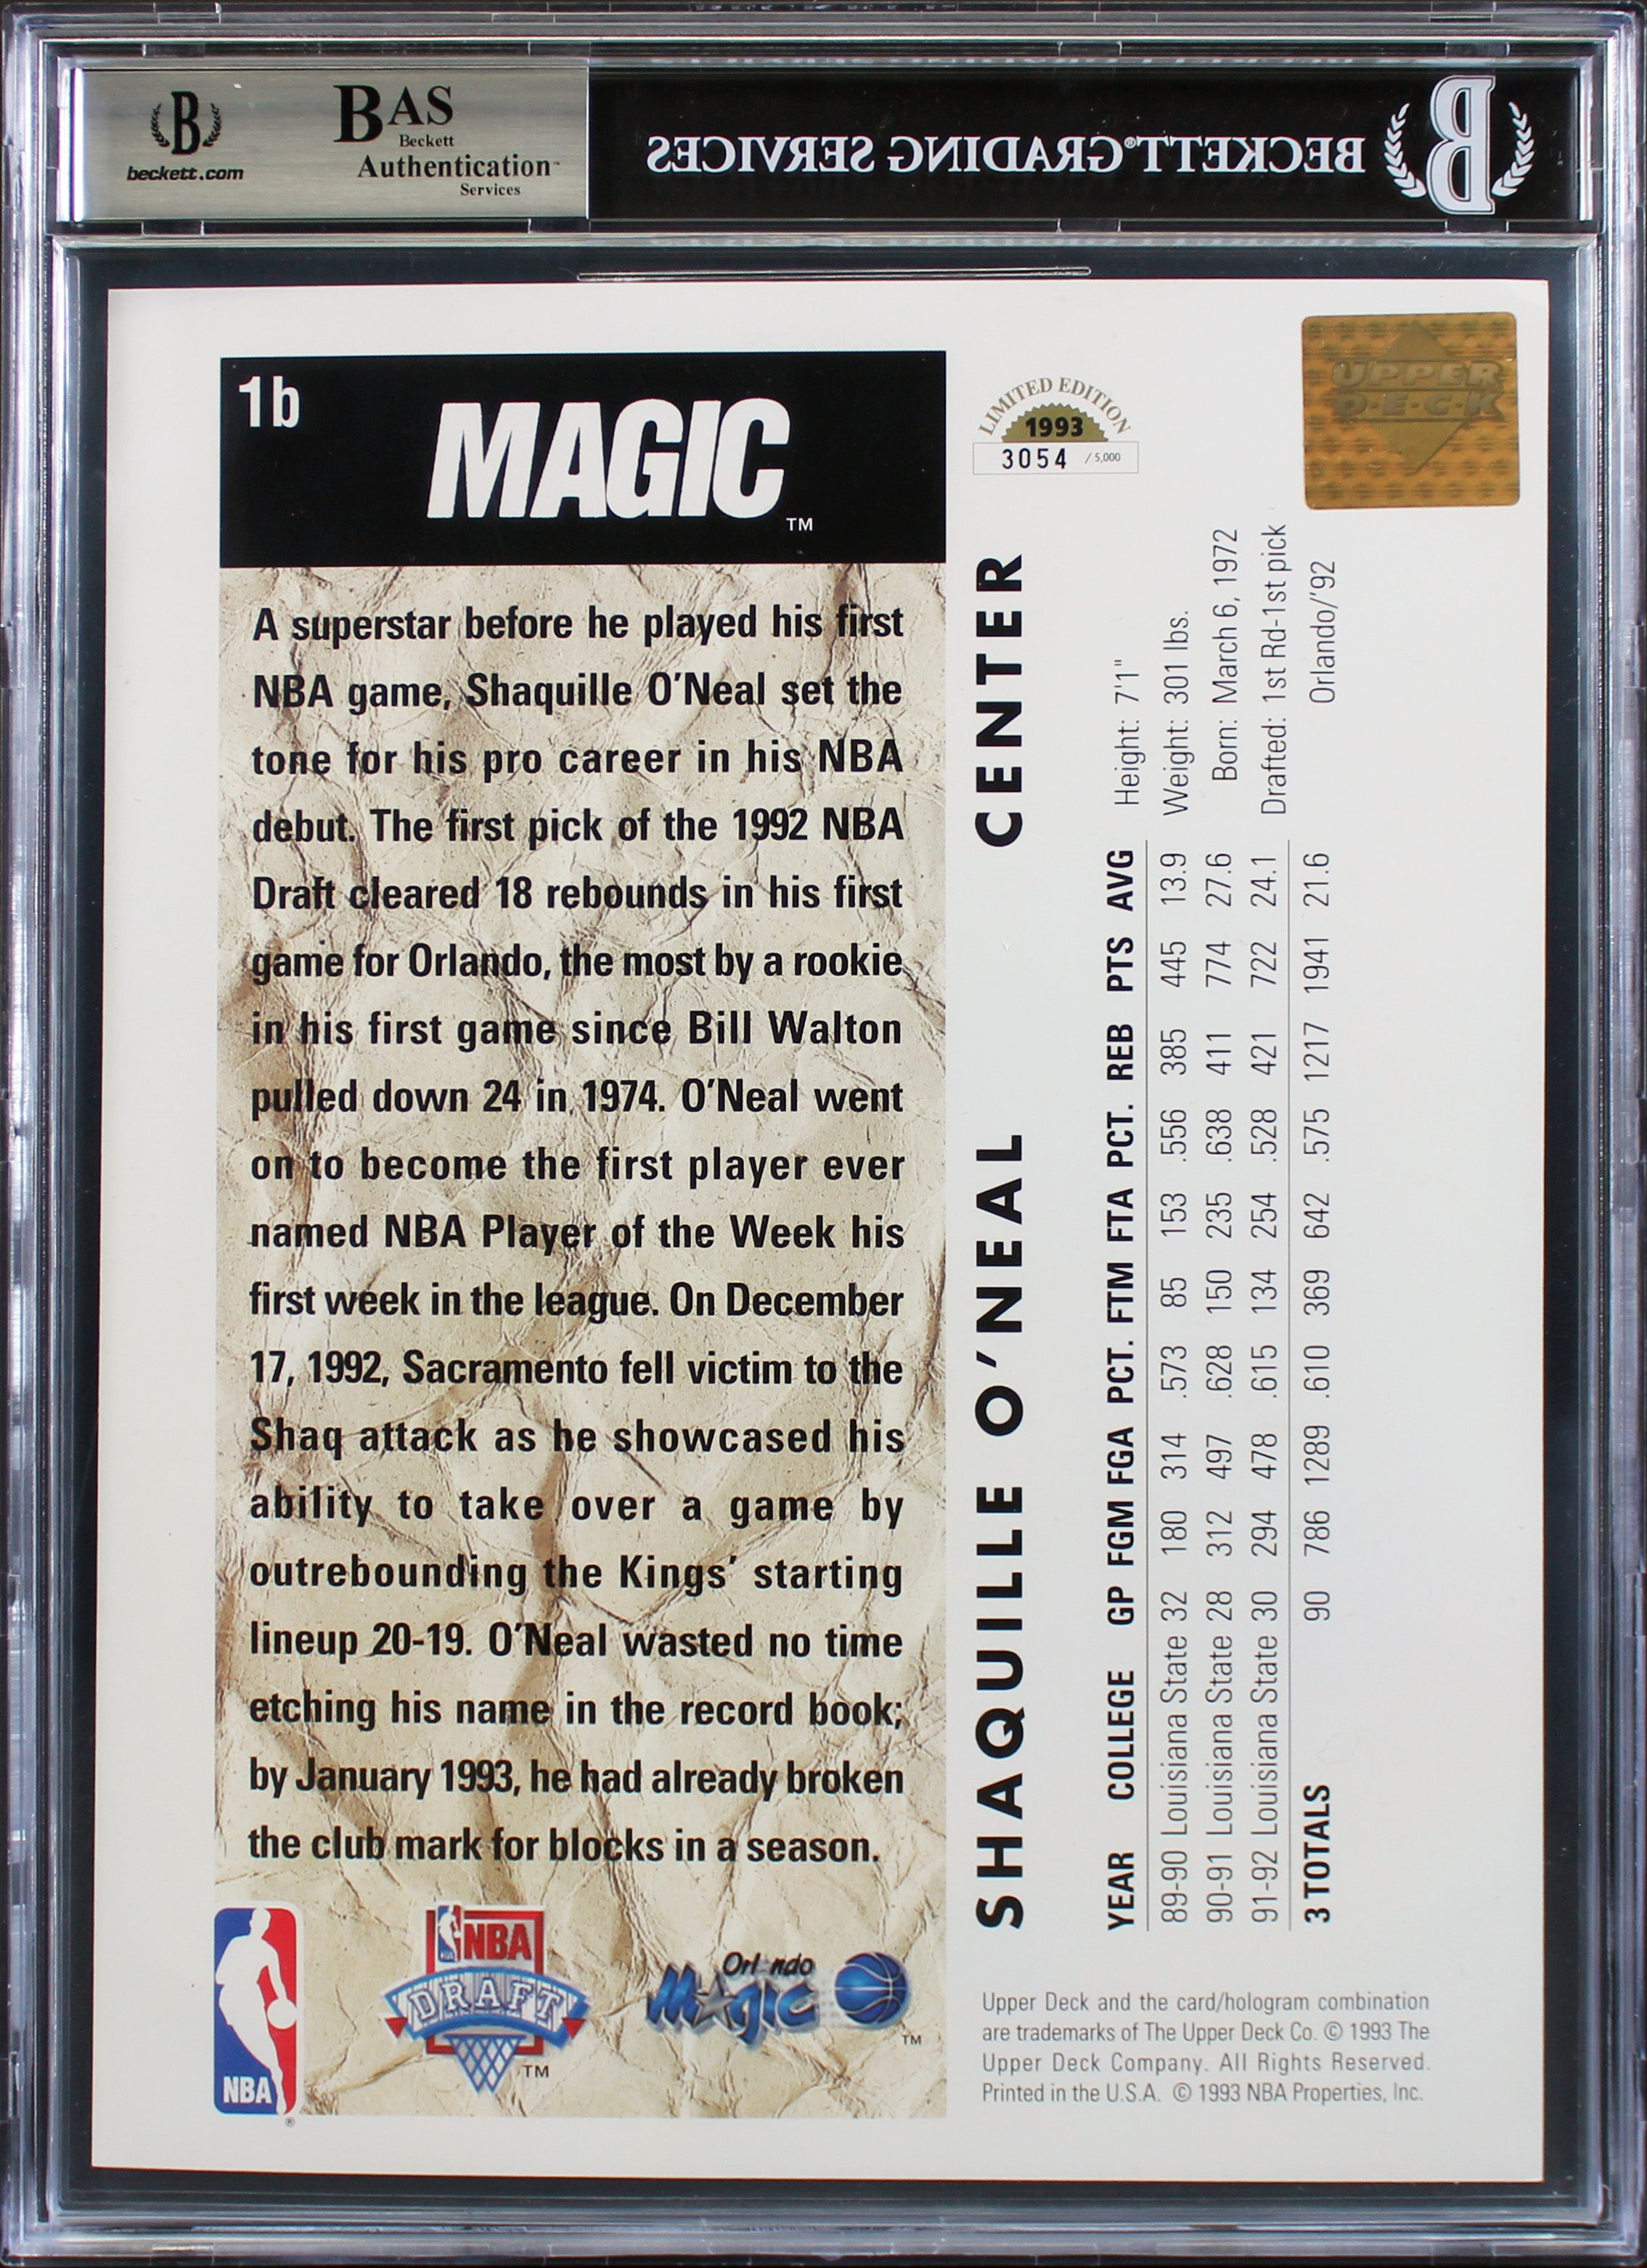 B
beckett.com
BAS
Beckett
Authentication
Services
BECKETT® GRADING SERVICES
B
1b
MAGIC
TM
LIMITED EDITION
1993
3054 / 5,000
UPPER
D·E·C·K
A superstar before he played his first
NBA game, Shaquille O'Neal set the
tone for his pro career in his NBA
debut. The first pick of the 1992 NBA
Draft cleared 18 rebounds in his first
game for Orlando, the most by a rookie
in his first game since Bill Walton
pulled down 24 in 1974. O'Neal went
on to become the first player ever
named NBA Player of the Week his
first week in the league. On December
17, 1992, Sacramento fell victim to the
Shaq attack as he showcased his
ability to take over a game by
outrebounding the Kings' starting
lineup 20-19. O'Neal wasted no time
etching his name in the record book;
by January 1993, he had already broken
the club mark for blocks in a season.
NBA
®
NBA
DRAFT
TM
Orlando
Magic
TM
SHAQUILLE O'NEAL CENTER
YEAR COLLEGE GP FGM FGA PCT. FTM FTA PCT. REB PTS AVG
89-90 Louisiana State 32 180 314 .573 85 153 .556 385 445 13.9
90-91 Louisiana State 28 312 497 .628 150 235 .638 411 774 27.6
91-92 Louisiana State 30 294 478 .615 134 254 .528 421 722 24.1
3 TOTALS 90 786 1289 .610 369 642 .575 1217 1941 21.6
Height: 7'1"
Weight: 301 lbs.
Born: March 6, 1972
Drafted: 1st Rd-1st pick
Orlando/'92
Upper Deck and the card/hologram combination
are trademarks of The Upper Deck Co. © 1993 The
Upper Deck Company. All Rights Reserved.
Printed in the U.S.A. © 1993 NBA Properties, Inc.